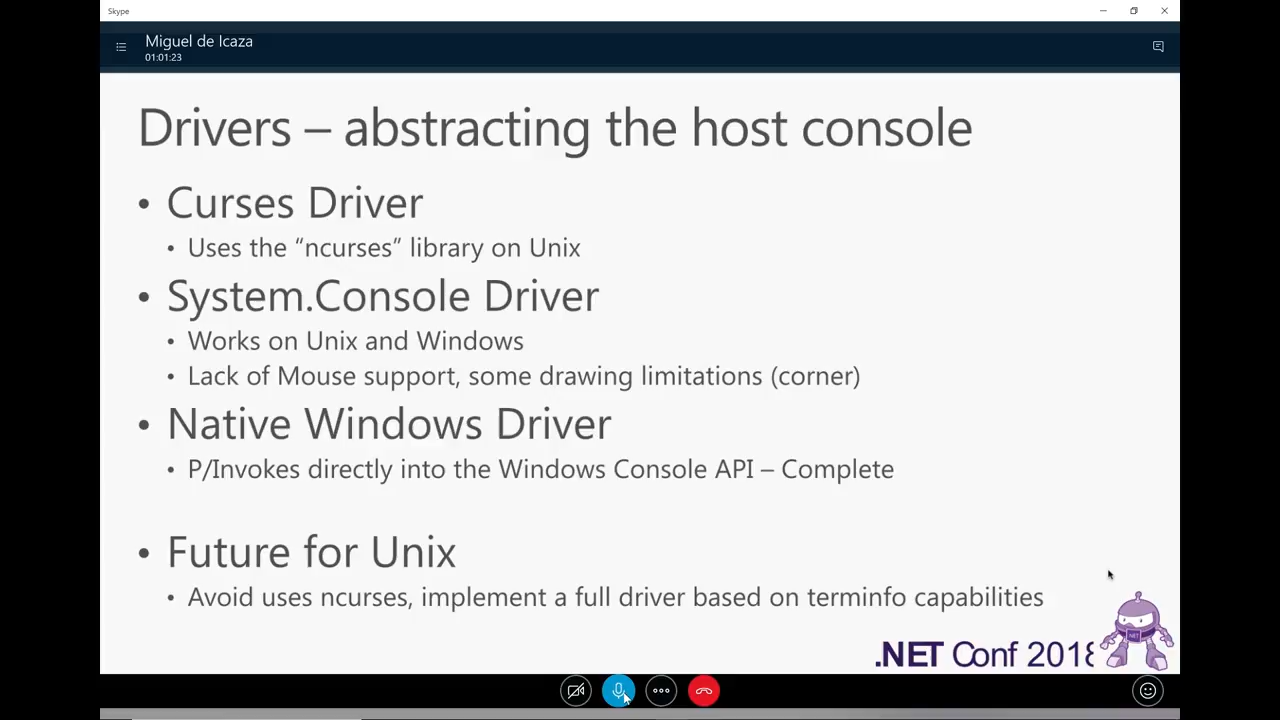 Skype
Miguel de Icaza
01:01:23
Drivers – abstracting the host console
• Curses Driver
• Uses the “ncurses” library on Unix
• System.Console Driver
• Works on Unix and Windows
• Lack of Mouse support, some drawing limitations (corner)
• Native Windows Driver
• P/Invokes directly into the Windows Console API – Complete
• Future for Unix
• Avoid uses ncurses, implement a full driver based on terminfo capabilities
.NET Conf 2018
.NET